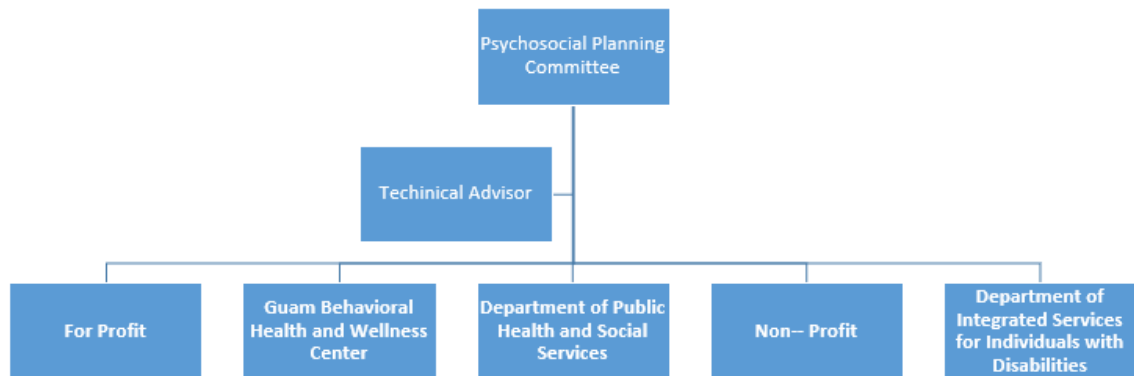 Psychosocial Planning
Committee
Techinical Advisor
For Profit
Guam Behavioral
Health and Wellness
Center
Department of Public
Health and Social
Services
Non-- Profit
Department of
Integrated Services
for Individuals with
Disabilities